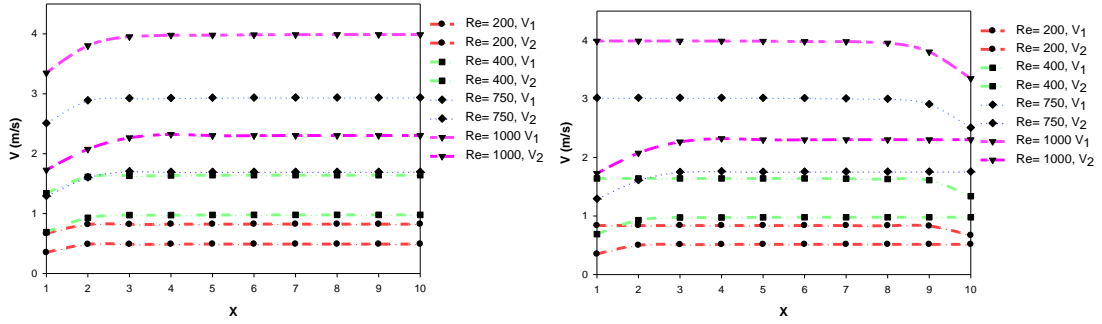 4
3
2
1
0
V (m/s)
1 2 3 4 5 6 7 8 9 10
X
Re= 200, V1
Re= 200, V2
Re= 400, V1
Re= 400, V2
Re= 750, V1
Re= 750, V2
Re= 1000 V1
Re= 1000, V2
4
3
2
1
0
V (m/s)
1 2 3 4 5 6 7 8 9 10
X
Re= 200, V1
Re= 200, V2
Re= 400, V1
Re= 400, V2
Re= 750, V1
Re= 750, V2
Re= 1000 V1
Re= 1000, V2